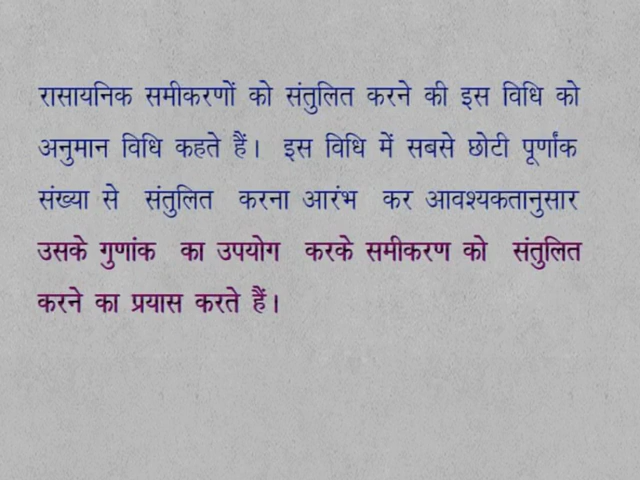 रासायनिक समीकरणों को संतुलित करने की इस विधि को
अनुमान विधि कहते हैं। इस विधि में सबसे छोटी पूर्णांक
संख्या से संतुलित करना आरंभ कर आवश्यकतानुसार
उसके गुणांक का उपयोग करके समीकरण को संतुलित
करने का प्रयास करते हैं।